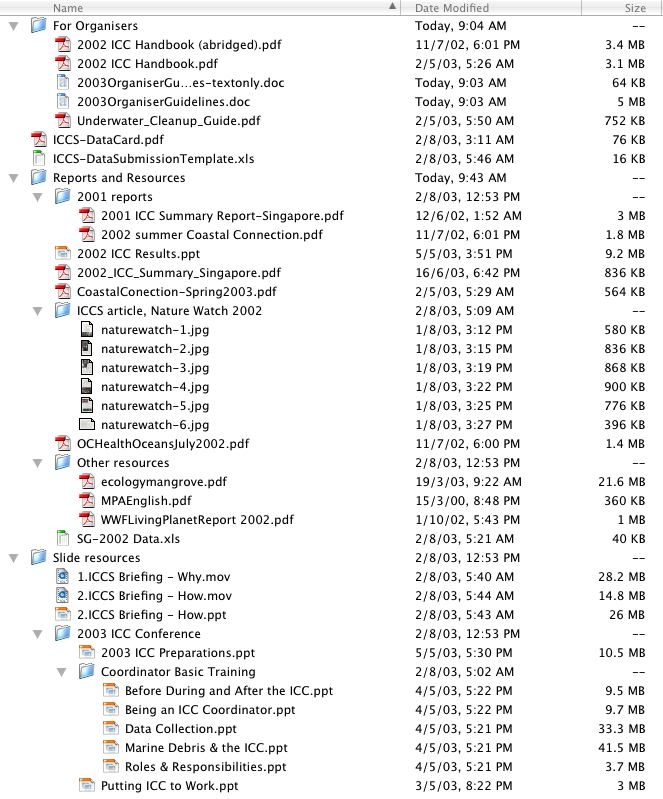 Name Date Modified Size
For Organisers Today, 9:04 AM --
2002 ICC Handbook (abridged).pdf 11/7/02, 6:01 PM 3.4 MB
2002 ICC Handbook.pdf 2/5/03, 5:26 AM 3.1 MB
2003OrganiserGu...es-textonly.doc Today, 9:03 AM 64 KB
2003OrganiserGuidelines.doc Today, 9:03 AM 5 MB
Underwater_Cleanup_Guide.pdf 2/5/03, 5:50 AM 752 KB
ICCS-DataCard.pdf 2/8/03, 3:11 AM 76 KB
ICCS-DataSubmissionTemplate.xls 2/8/03, 5:46 AM 16 KB
Reports and Resources Today, 9:43 AM --
2001 reports 2/8/03, 12:53 PM --
2001 ICC Summary Report-Singapore.pdf 12/6/02, 1:52 AM 3 MB
2002 summer Coastal Connection.pdf 11/7/02, 6:01 PM 1.8 MB
2002 ICC Results.ppt 5/5/03, 3:51 PM 9.2 MB
2002_ICC_Summary_Singapore.pdf 16/6/03, 6:42 PM 836 KB
CoastalConection-Spring2003.pdf 2/5/03, 5:29 AM 564 KB
ICCS article, Nature Watch 2002 2/8/03, 5:09 AM --
naturewatch-1.jpg 1/8/03, 3:12 PM 580 KB
naturewatch-2.jpg 1/8/03, 3:15 PM 836 KB
naturewatch-3.jpg 1/8/03, 3:19 PM 868 KB
naturewatch-4.jpg 1/8/03, 3:22 PM 900 KB
naturewatch-5.jpg 1/8/03, 3:25 PM 776 KB
naturewatch-6.jpg 1/8/03, 3:27 PM 396 KB
OCHealthOceansJuly2002.pdf 11/7/02, 6:00 PM 1.4 MB
Other resources 2/8/03, 12:53 PM --
ecologymangrove.pdf 19/3/03, 9:22 AM 21.6 MB
MPAEnglish.pdf 15/3/00, 8:48 PM 360 KB
WWFLivingPlanetReport 2002.pdf 1/10/02, 5:43 PM 1 MB
SG-2002 Data.xls 2/8/03, 5:21 AM 40 KB
Slide resources 2/8/03, 12:53 PM --
1.ICCS Briefing - Why.mov 2/8/03, 5:40 AM 28.2 MB
2.ICCS Briefing - How.mov 2/8/03, 5:44 AM 14.8 MB
2.ICCS Briefing - How.ppt 2/8/03, 5:43 AM 26 MB
2003 ICC Conference 2/8/03, 12:53 PM --
2003 ICC Preparations.ppt 5/5/03, 5:30 PM 10.5 MB
Coordinator Basic Training 2/8/03, 5:02 AM --
Before During and After the ICC.ppt 4/5/03, 5:22 PM 9.5 MB
Being an ICC Coordinator.ppt 4/5/03, 5:22 PM 9.7 MB
Data Collection.ppt 4/5/03, 5:21 PM 33.3 MB
Marine Debris & the ICC.ppt 4/5/03, 5:21 PM 41.5 MB
Roles & Responsibilities.ppt 4/5/03, 5:21 PM 3.7 MB
Putting ICC to Work.ppt 3/5/03, 8:22 PM 3 MB